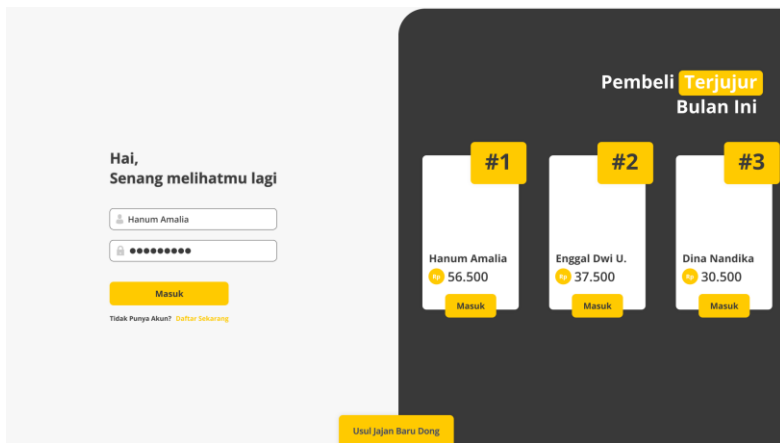 Pembeli Terjujur
Bulan Ini
Hai,
Senang melihatmu lagi
Hanum Amalia
Masuk
Tidak Punya Akun? Daftar Sekarang
#1
Hanum Amalia
Rp 56.500
Masuk
#2
Enggal Dwi U.
Rp 37.500
Masuk
#3
Dina Nandika
Rp 30.500
Masuk
Usul Jajan Baru Dong